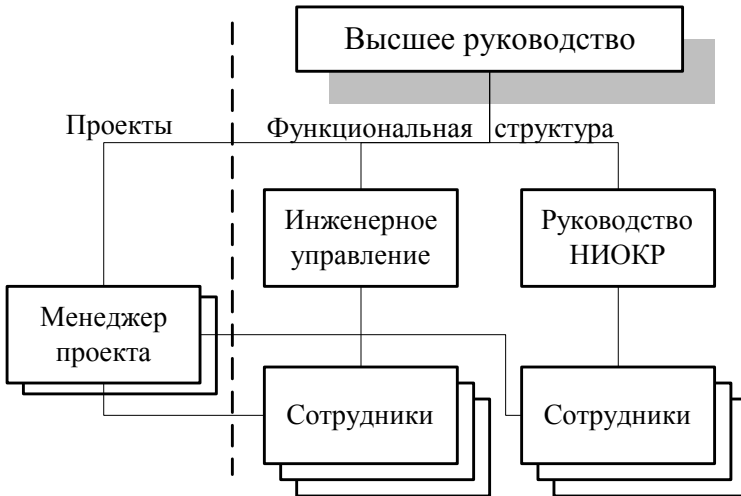 Высшее руководство
Проекты
Функциональная структура
Инженерное
управление
Руководство
НИОКР
Менеджер
проекта
Сотрудники
Сотрудники